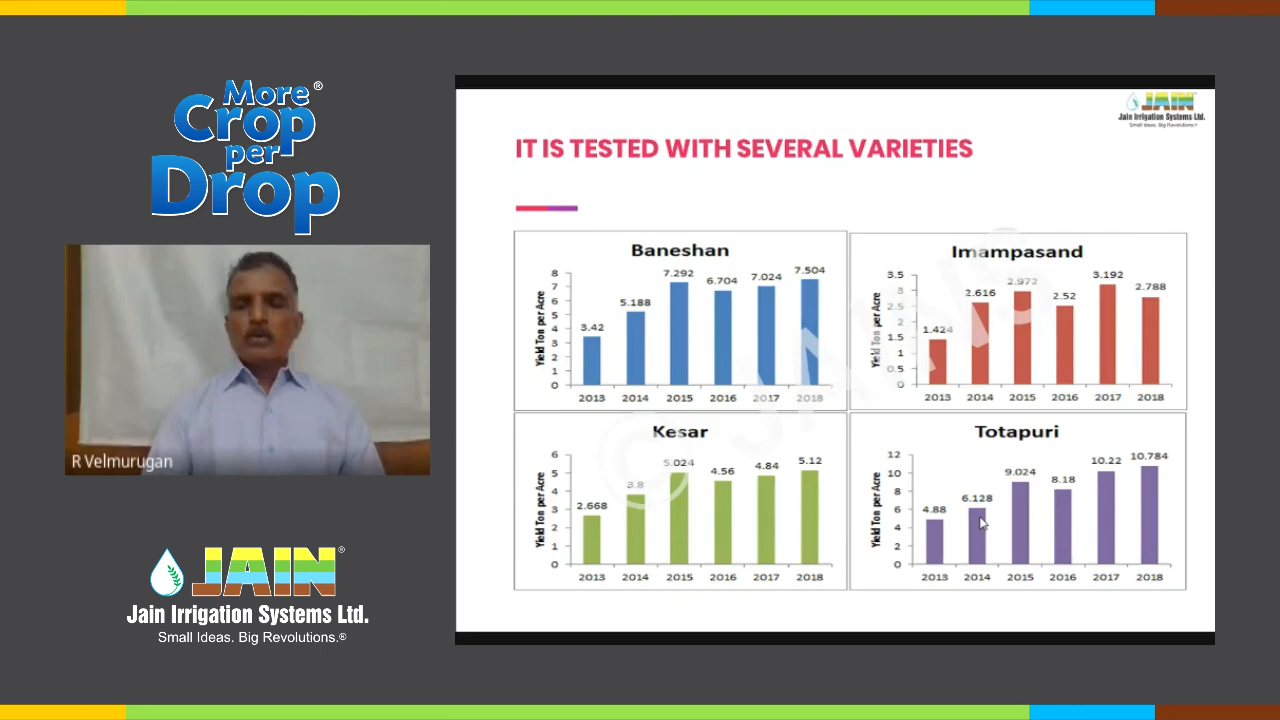 More®
Crop
per
Drop
R Velmurugan
JAIN®
Jain Irrigation Systems Ltd.
Small Ideas. Big Revolutions.®
JAIN
Jain Irrigation Systems Ltd.
Small Ideas. Big Revolutions.®
IT IS TESTED WITH SEVERAL VARIETIES
Baneshan
Yield Ton per Acre
8
7
6
5
4
3
2
1
0
3.42
5.188
7.292
6.704
7.024
7.504
2013 2014 2015 2016 2017 2018
Imampasand
Yield Ton per Acre
3.5
3
2.5
2
1.5
1
0.5
0
1.424
2.616
2.972
2.52
3.192
2.788
2013 2014 2015 2016 2017 2018
Kesar
Yield Ton per Acre
6
5
4
3
2
1
0
2.668
3.8
5.024
4.56
4.84
5.12
2013 2014 2015 2016 2017 2018
Totapuri
Yield Ton per Acre
12
10
8
6
4
2
0
4.88
6.128
9.024
8.18
10.22
10.784
2013 2014 2015 2016 2017 2018
© JAINS